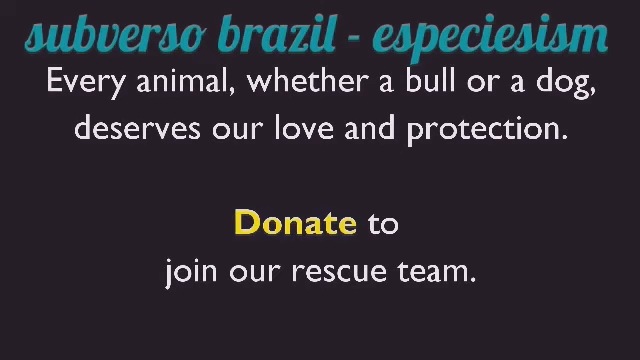 subverso brazil - especiesism
Every animal, whether a bull or a dog,
deserves our love and protection.
Donate to
join our rescue team.